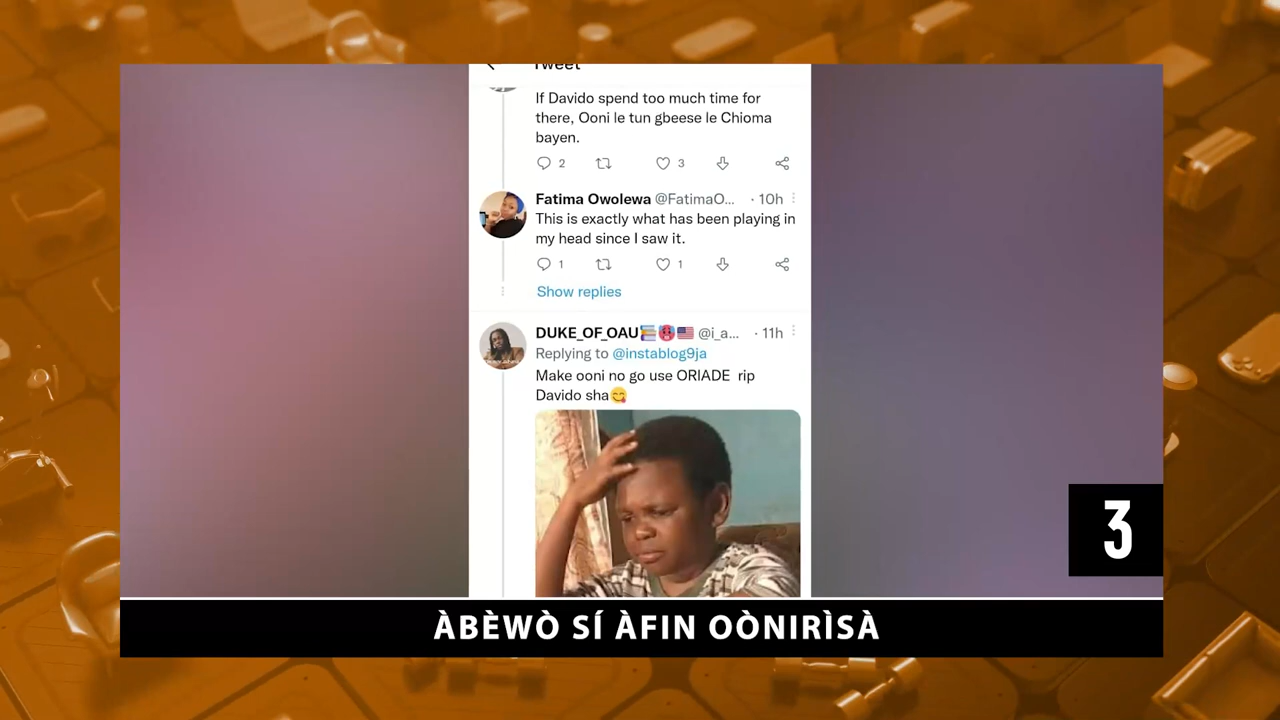 Tweet
If Davido spend too much time for
there, Ooni le tun gbeese le Chioma
bayen.
2 3
Fatima Owolewa @FatimaO... · 10h
This is exactly what has been playing in
my head since I saw it.
1 1
Show replies
DUKE_OF_OAU📚🥵🇺🇸 @i_a... · 11h
Replying to @instablog9ja
Make ooni no go use ORIADE rip
Davido sha😋
3
ÀBẸ̀WÒ SÍ ÀFIN OÒNIRÌSÀ